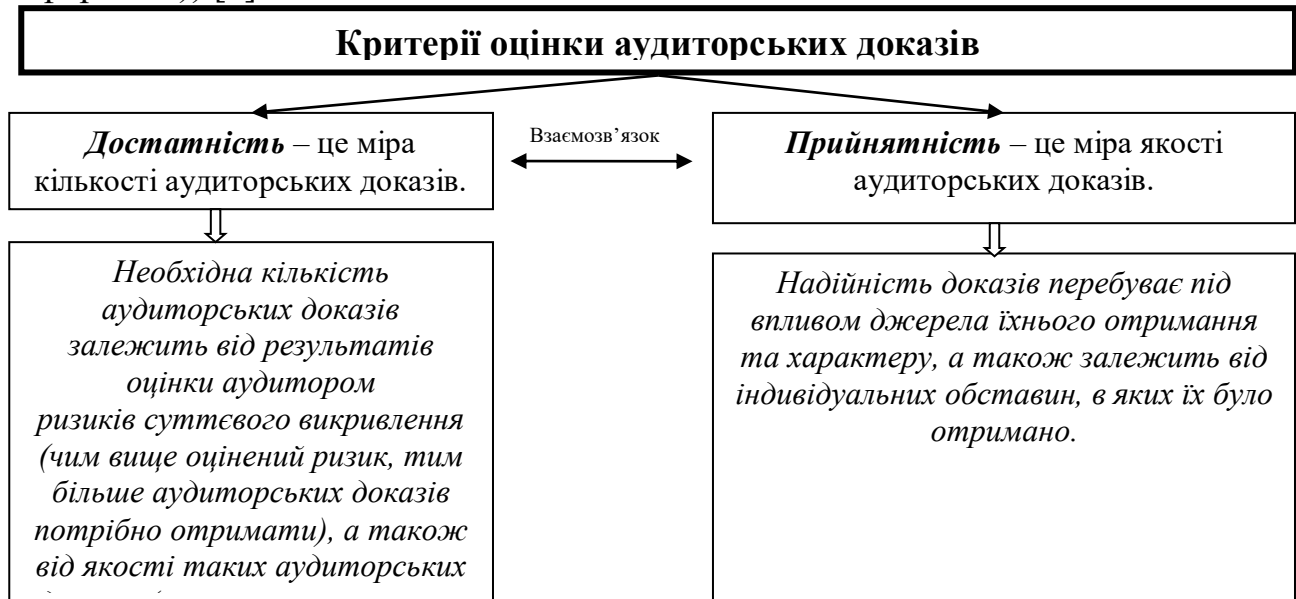 Критерії оцінки аудиторських доказів
Достатність – це міра
кількості аудиторських доказів.
Взаємозв’язок
Прийнятність – це міра якості
аудиторських доказів.
Необхідна кількість
аудиторських доказів
залежить від результатів
оцінки аудитором
ризиків суттєвого викривлення
(чим вище оцінений ризик, тим
більше аудиторських доказів
потрібно отримати), а також
від якості таких аудиторських
Надійність доказів перебуває під
впливом джерела їхнього отримання
та характеру, а також залежить від
індивідуальних обставин, в яких їх було
отримано.